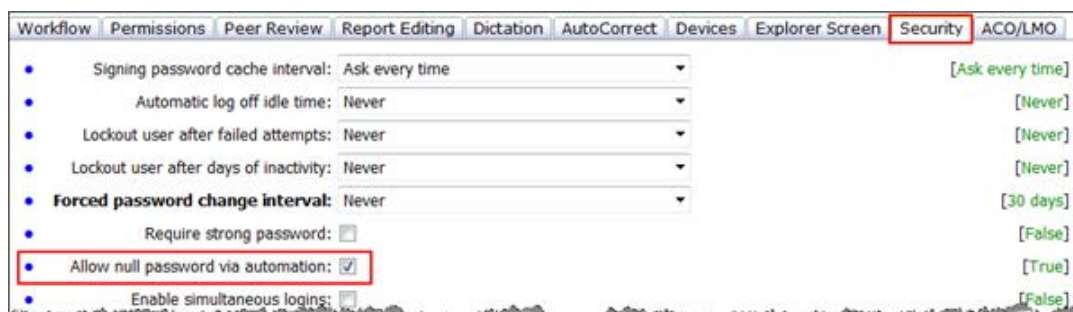 Workflow Permissions Peer Review Report Editing Dictation AutoCorrect Devices Explorer Screen Security ACO/LMO
Signing password cache interval: Ask every time [Ask every time]
Automatic log off idle time: Never [Never]
Lockout user after failed attempts: Never [Never]
Lockout user after days of inactivity: Never [Never]
Forced password change interval: Never [30 days]
Require strong password: [False]
Allow null password via automation: [True]
Enable simultaneous logins: [False]